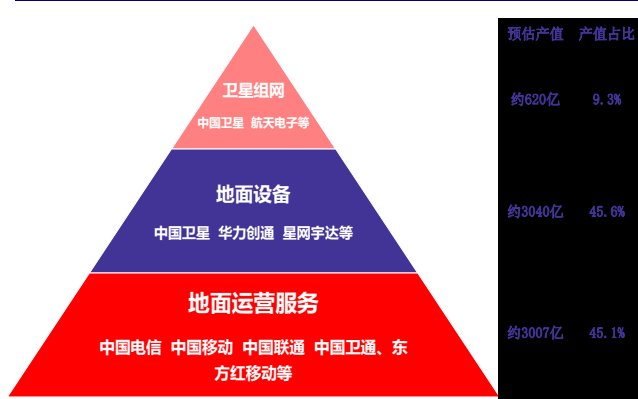 预估产值 产值占比
卫星组网
中国卫星 航天电子等
约620亿 9.3%
地面设备
中国卫星 华力创通 星网宇达等
约3040亿 45.6%
地面运营服务
中国电信 中国移动 中国联通 中国卫通、东
方红移动等
约3007亿 45.1%